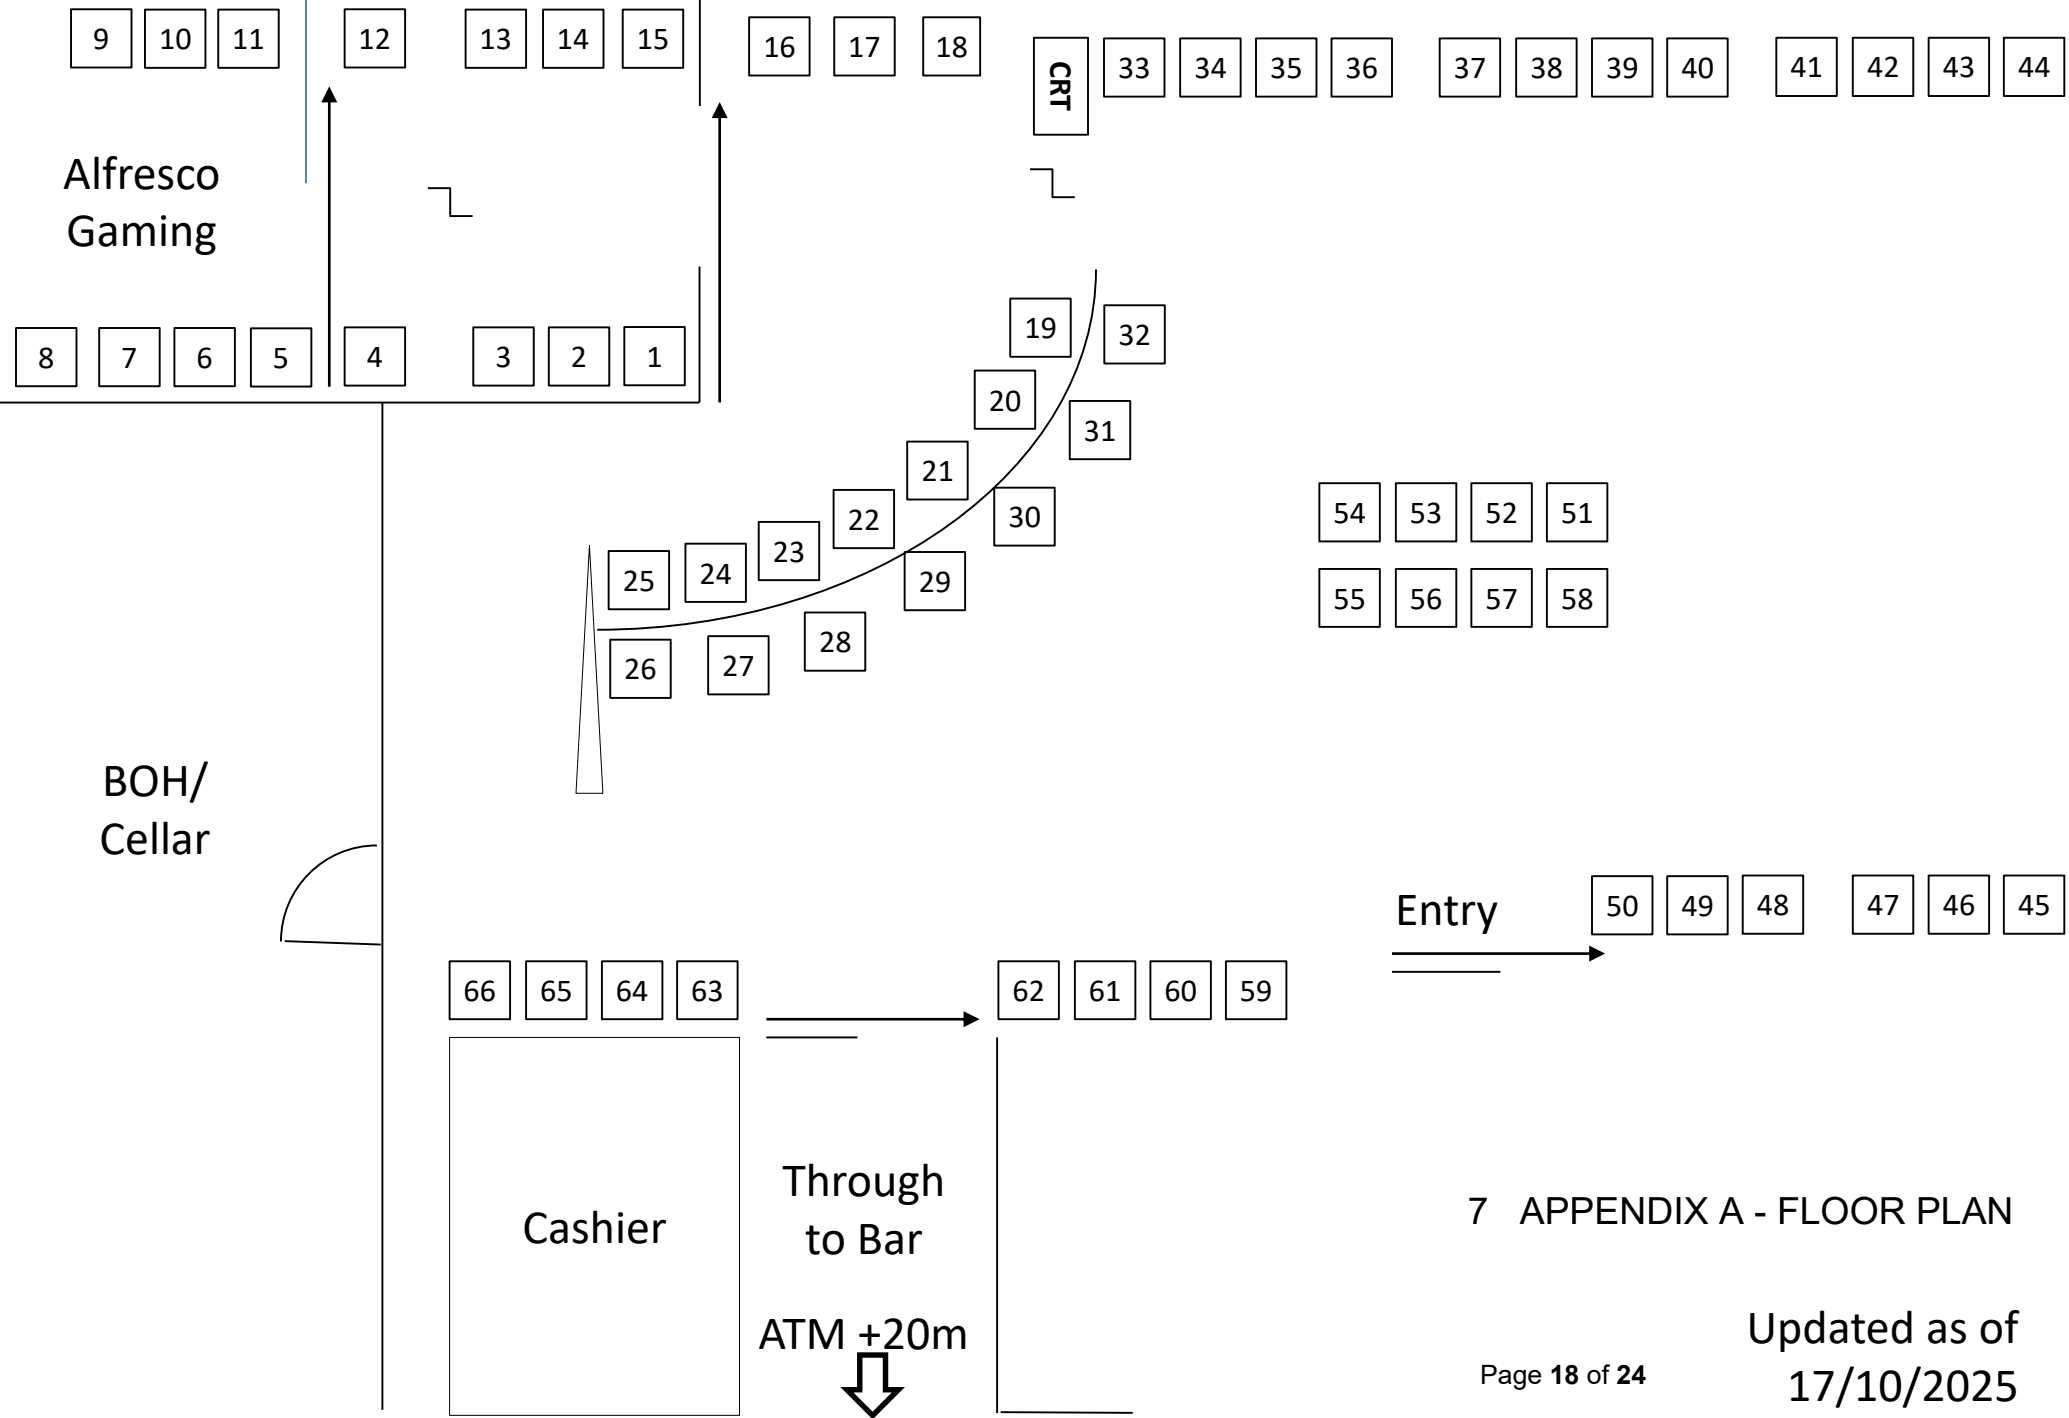 9 10 11 12 13 14 15 16 17 18
CRT
33 34 35 36 37 38 39 40 41 42 43 44
Alfresco
Gaming
8 7 6 5 4 3 2 1
19 32
20
31
21
22 30
23
24
25
29
28
27
26
54 53 52 51
55 56 57 58
BOH/
Cellar
Entry
50 49 48 47 46 45
66 65 64 63 62 61 60 59
Cashier
Through
to Bar
ATM +20m
7 APPENDIX A - FLOOR PLAN
Updated as of
17/10/2025
Page 18 of 24